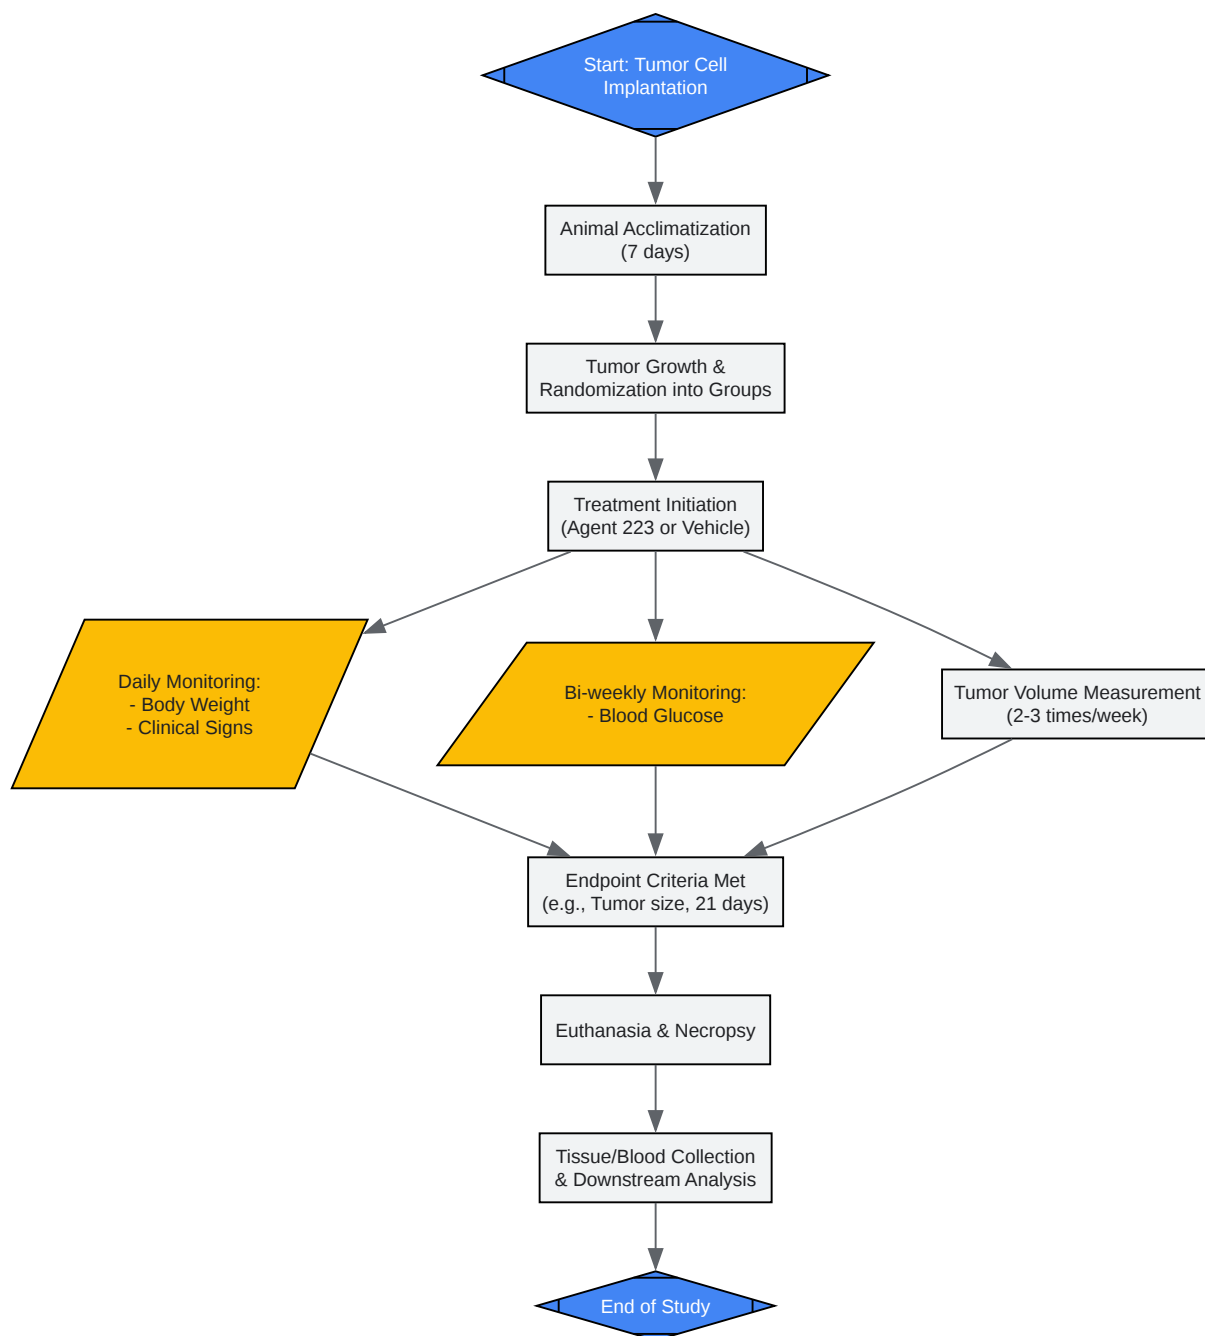 Start: Tumor Cell
Implantation
Animal Acclimatization
(7 days)
Tumor Growth &
Randomization into Groups
Treatment Initiation
(Agent 223 or Vehicle)
Daily Monitoring:
- Body Weight
- Clinical Signs
Bi-weekly Monitoring:
- Blood Glucose
Tumor Volume Measurement
(2-3 times/week)
Endpoint Criteria Met
(e.g., Tumor size, 21 days)
Euthanasia & Necropsy
Tissue/Blood Collection
& Downstream Analysis
End of Study